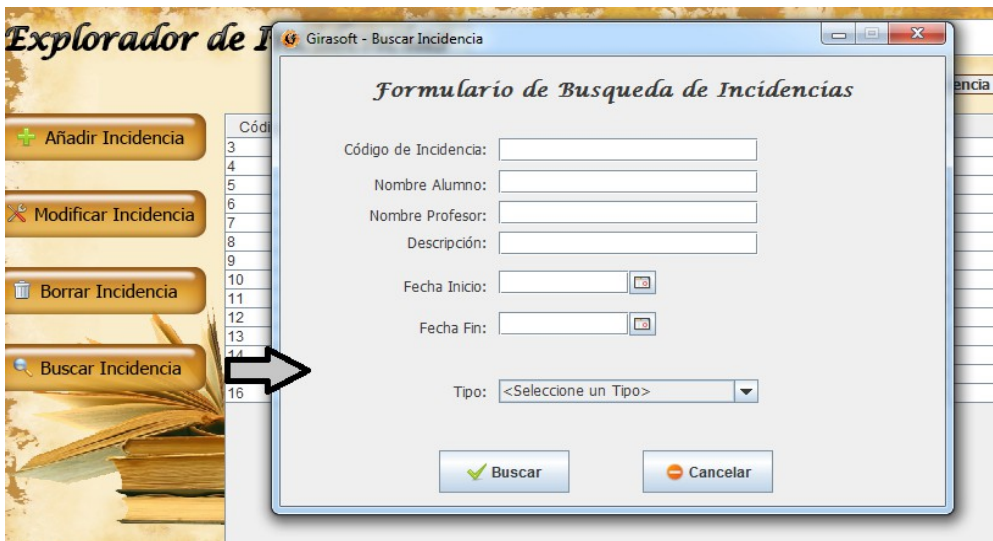 Explorador de I
Girasoft - Buscar Incidencia
encia
Formulario de Busqueda de Incidencias
Añadir Incidencia
Modificar Incidencia
Borrar Incidencia
Buscar Incidencia
Códi
3
4
5
6
7
8
9
10
11
12
13
14
16
Código de Incidencia:
Nombre Alumno:
Nombre Profesor:
Descripción:
Fecha Inicio:
Fecha Fin:
Tipo: <Seleccione un Tipo>
Buscar Cancelar